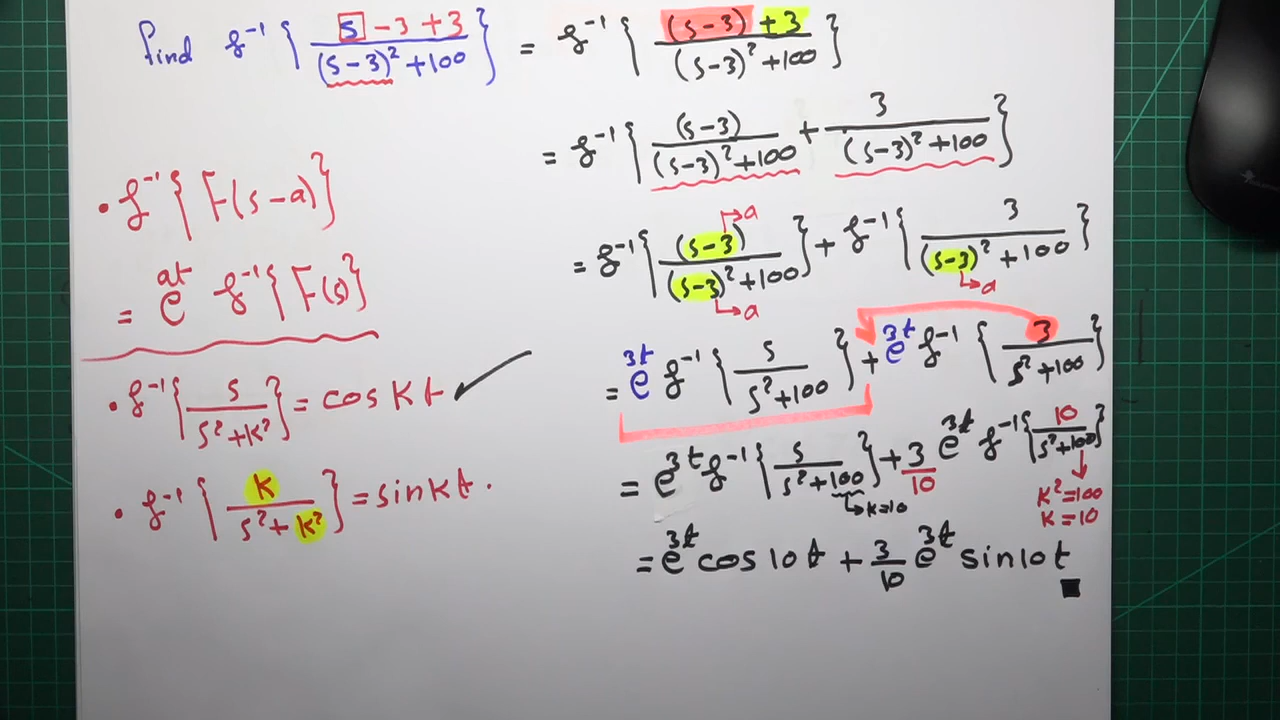 Find ℒ⁻¹ { (s - 3 + 3) / ((s-3)² + 100) } = ℒ⁻¹ { ((s-3) + 3) / ((s-3)² + 100) }
= ℒ⁻¹ { (s-3) / ((s-3)² + 100) + 3 / ((s-3)² + 100) }
• ℒ⁻¹ { F(s-a) }
= e^{at} ℒ⁻¹ { F(s) }
• ℒ⁻¹ { s / (s² + k²) } = cos kt ✓
• ℒ⁻¹ { k / (s² + k²) } = sin kt .
= ℒ⁻¹ { (s-3) / ((s-3)² + 100) } + ℒ⁻¹ { 3 / ((s-3)² + 100) }
→ a
→ a
→ a
= e^{3t} ℒ⁻¹ { s / (s² + 100) } + e^{3t} ℒ⁻¹ { 3 / (s² + 100) }
= e^{3t} ℒ⁻¹ { s / (s² + 100) } + 3/10 e^{3t} ℒ⁻¹ { 10 / (s² + 100) }
→ k=10
k² = 100
k = 10
= e^{3t} cos 10t + 3/10 e^{3t} sin 10t